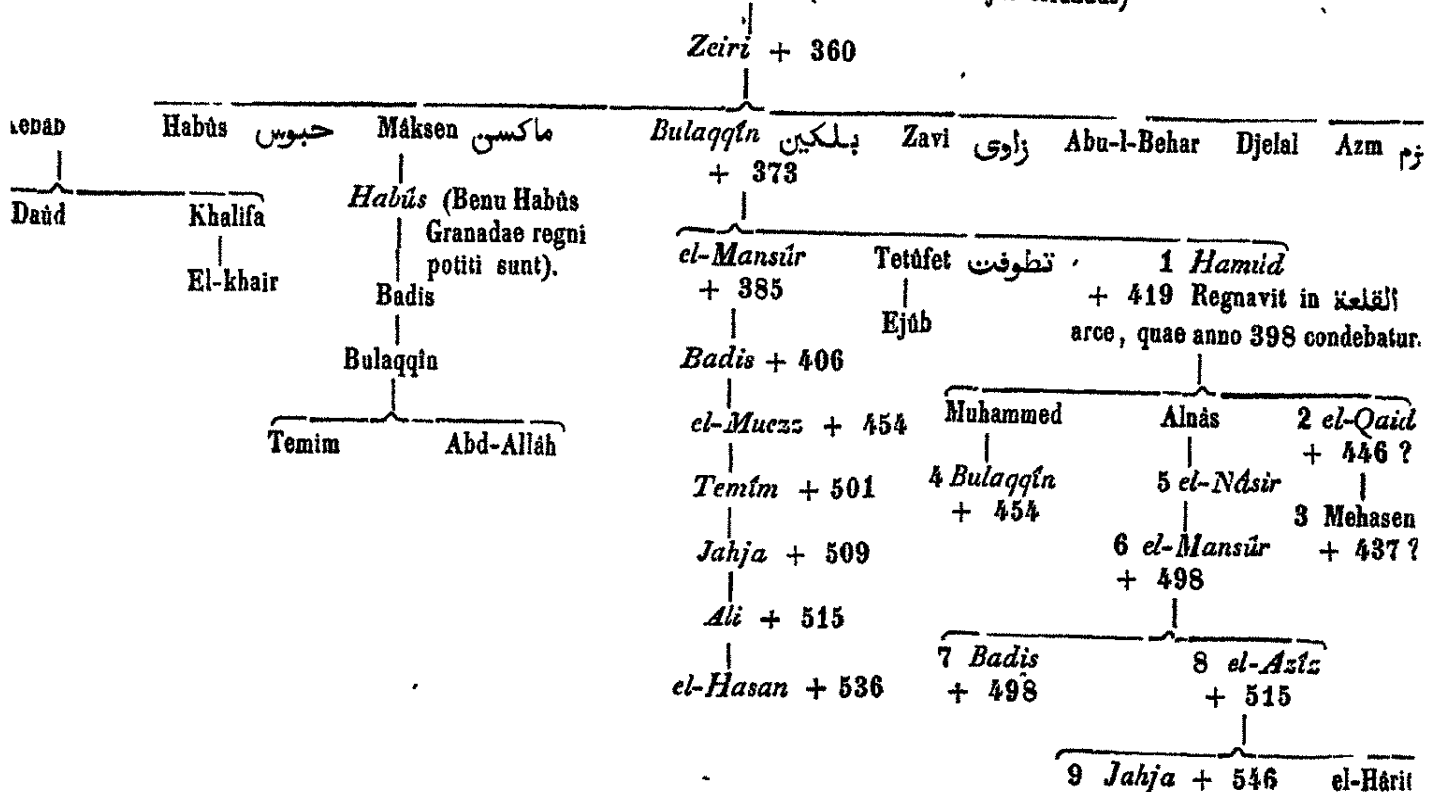 Zeiri + 360
Habûs حبوس Mâksen ماكسن Bulaqqîn بلكين Zavi زاوى Abu-l-Behar Djelal Azm
+ 373
Daûd Khalifa Habûs (Benu Habûs
Granadae regni
potiti sunt).
El-khair Badis
el-Mansûr Tetûfet تطوفت 1 Hamûd
+ 385 Ejûb + 419 Regnavit in القلعة
arce, quae anno 398 condebatur.
Bulaqqîn Badis + 406
Temim Abd-Allâh el-Muezz + 454 Muhammed Alnâs 2 el-Qaid
+ 446 ?
Temîm + 501 4 Bulaqqîn 5 el-Nâsir 3 Mehasen
+ 454 + 437 ?
Jahja + 509 6 el-Mansûr
+ 498
Ali + 515
el-Hasan + 536 7 Badis 8 el-Azîz
+ 498 + 515
9 Jahja + 546 el-Hârit